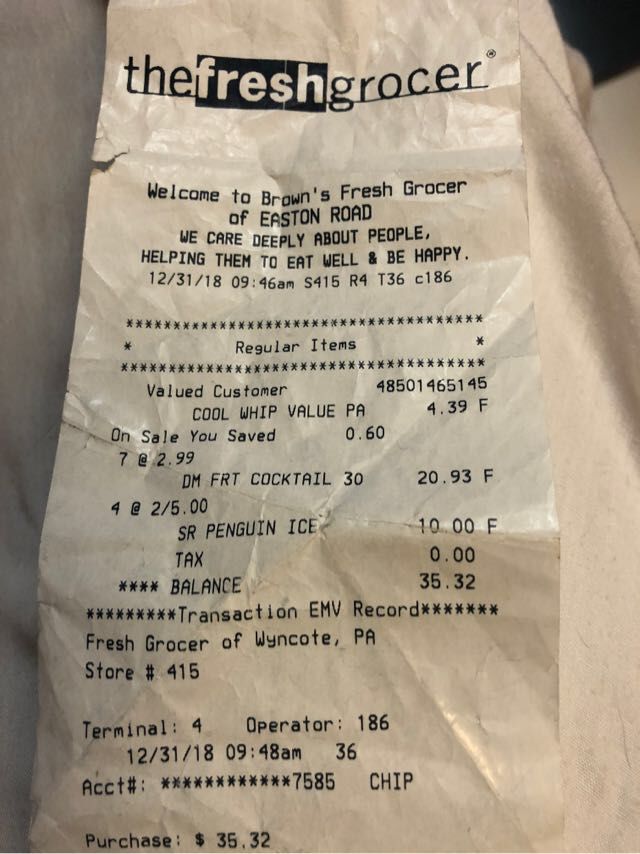 thefreshgrocer®
Welcome to Brown's Fresh Grocer
of EASTON ROAD
WE CARE DEEPLY ABOUT PEOPLE,
HELPING THEM TO EAT WELL & BE HAPPY.
12/31/18 09:46am S415 R4 T36 c186
**************************************
* Regular Items *
**************************************
Valued Customer 48501465145
COOL WHIP VALUE PA 4.39 F
On Sale You Saved 0.60
7 @ 2.99
DM FRT COCKTAIL 30 20.93 F
4 @ 2/5.00
SR PENGUIN ICE 10.00 F
TAX 0.00
**** BALANCE 35.32
*********Transaction EMV Record*******
Fresh Grocer of Wyncote, PA
Store # 415
Terminal: 4 Operator: 186
12/31/18 09:48am 36
Acct#: ************7585 CHIP
Purchase: $ 35.32